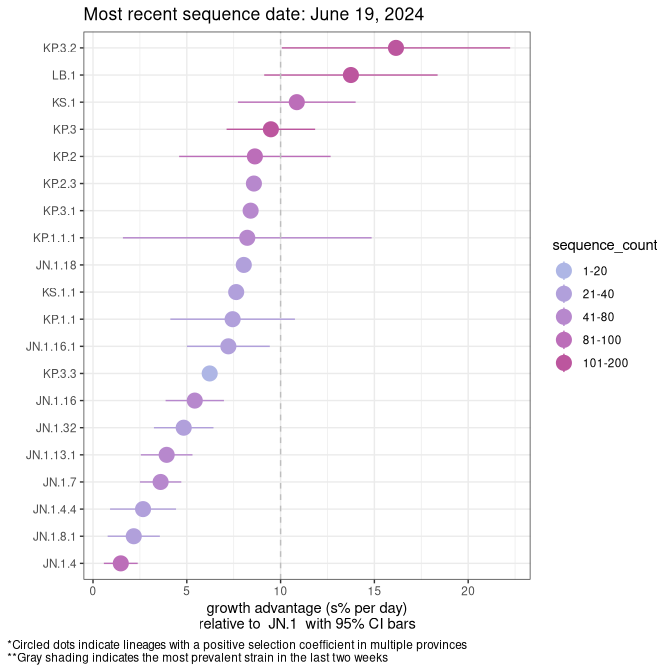 Most recent sequence date: June 19, 2024
KP.3.2
LB.1
KS.1
KP.3
KP.2
KP.2.3
KP.3.1
KP.1.1.1
JN.1.18
KS.1.1
KP.1.1
JN.1.16.1
KP.3.3
JN.1.16
JN.1.32
JN.1.13.1
JN.1.7
JN.1.4.4
JN.1.8.1
JN.1.4
0 5 10 15 20
growth advantage (s% per day)
relative to JN.1 with 95% CI bars
sequence_count
1-20
21-40
41-80
81-100
101-200
*Circled dots indicate lineages with a positive selection coefficient in multiple provinces
**Gray shading indicates the most prevalent strain in the last two weeks